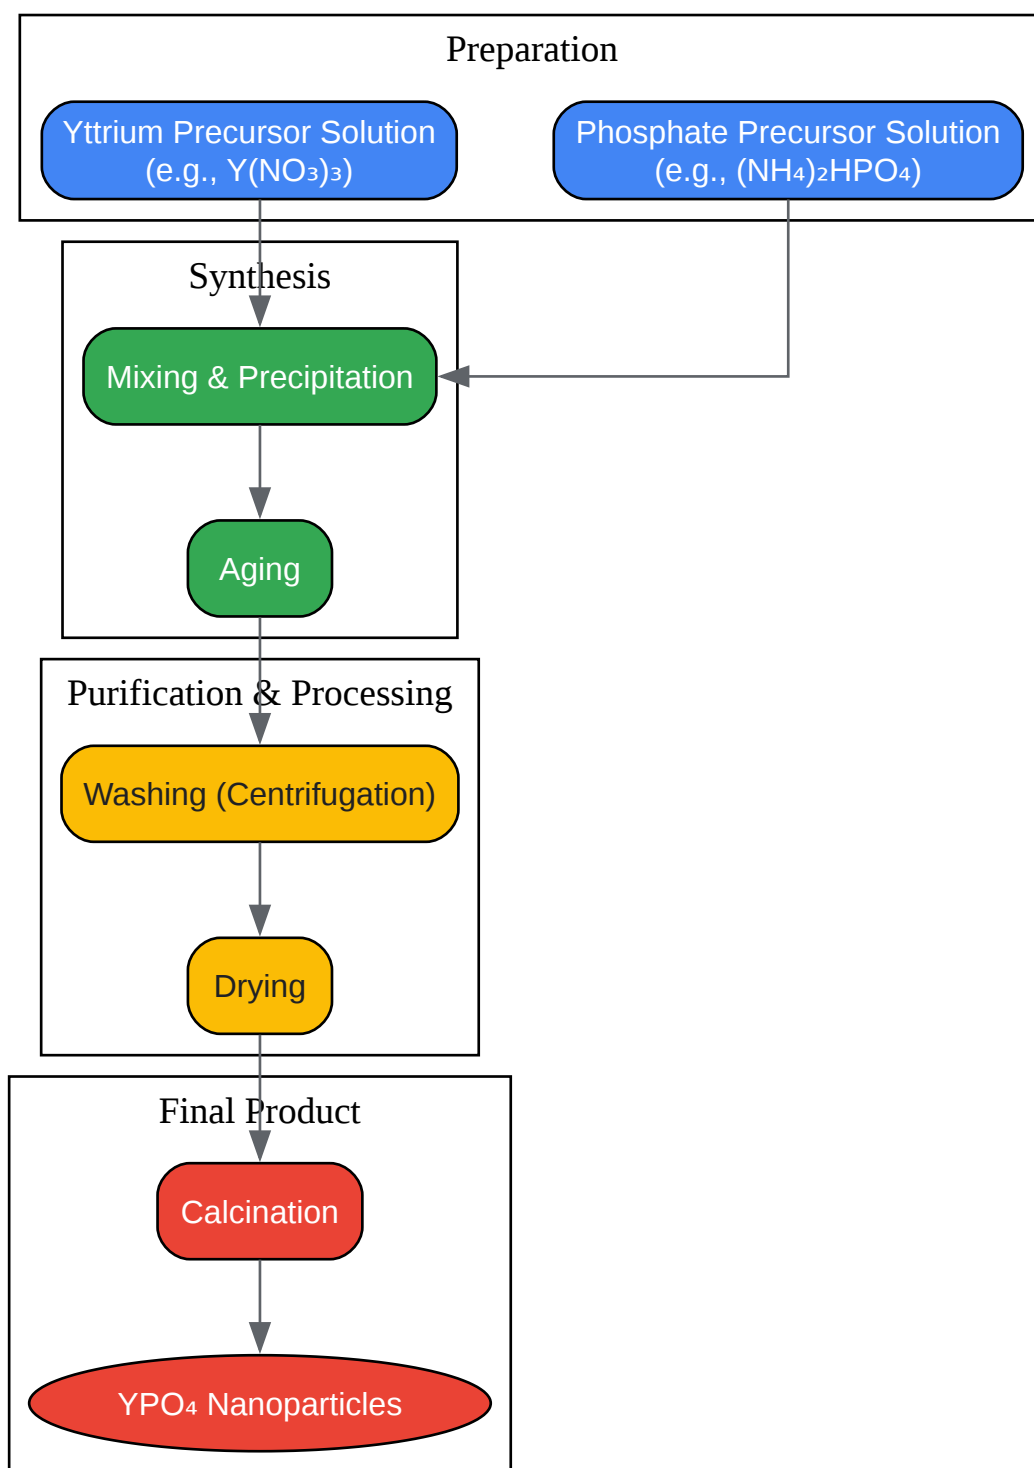 Preparation
Yttrium Precursor Solution
(e.g., Y(NO₃)₃)
Phosphate Precursor Solution
(e.g., (NH₄)₂HPO₄)
Synthesis
Mixing & Precipitation
Aging
Purification & Processing
Washing (Centrifugation)
Drying
Final Product
Calcination
YPO₄ Nanoparticles